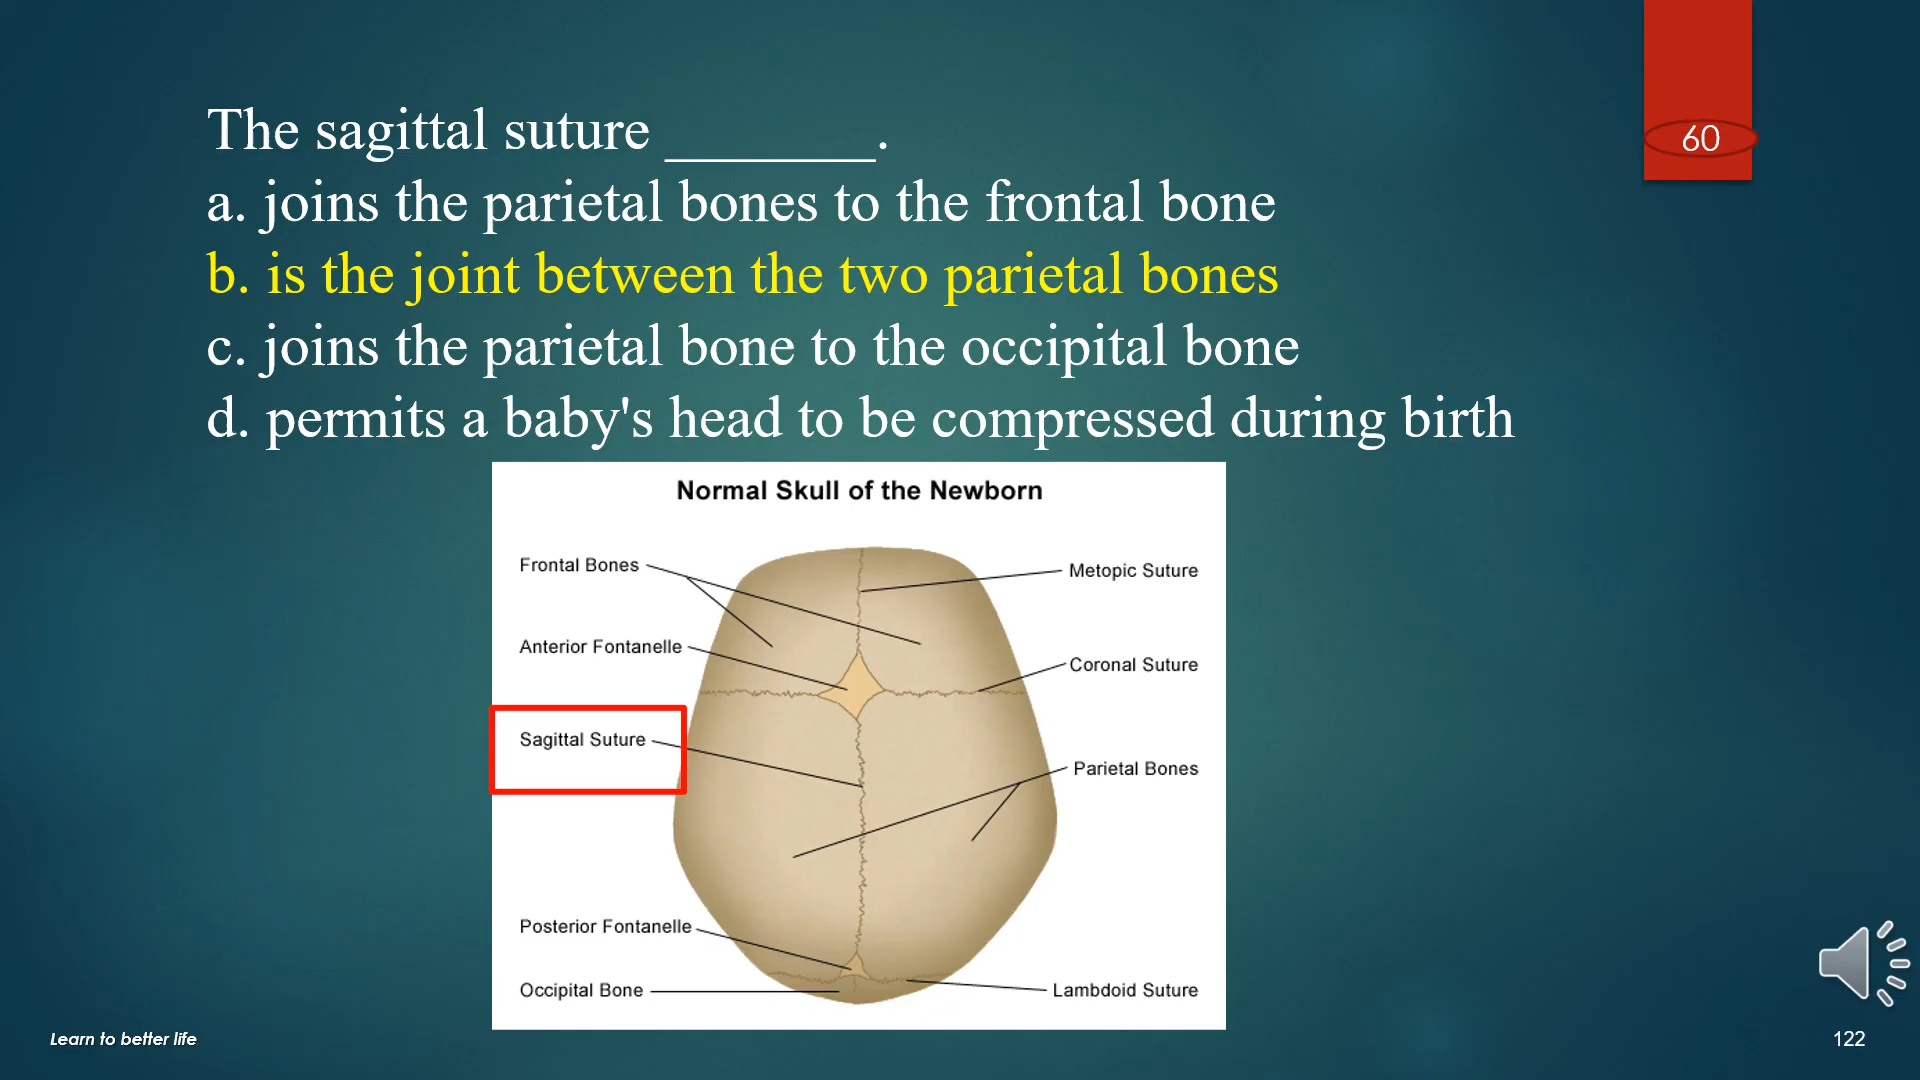 The sagittal suture _______.
60
a. joins the parietal bones to the frontal bone
b. is the joint between the two parietal bones
c. joins the parietal bone to the occipital bone
d. permits a baby's head to be compressed during birth
Normal Skull of the Newborn
Frontal Bones
Metopic Suture
Anterior Fontanelle
Coronal Suture
Sagittal Suture
Parietal Bones
Posterior Fontanelle
Occipital Bone
Lambdoid Suture
Learn to better life
122